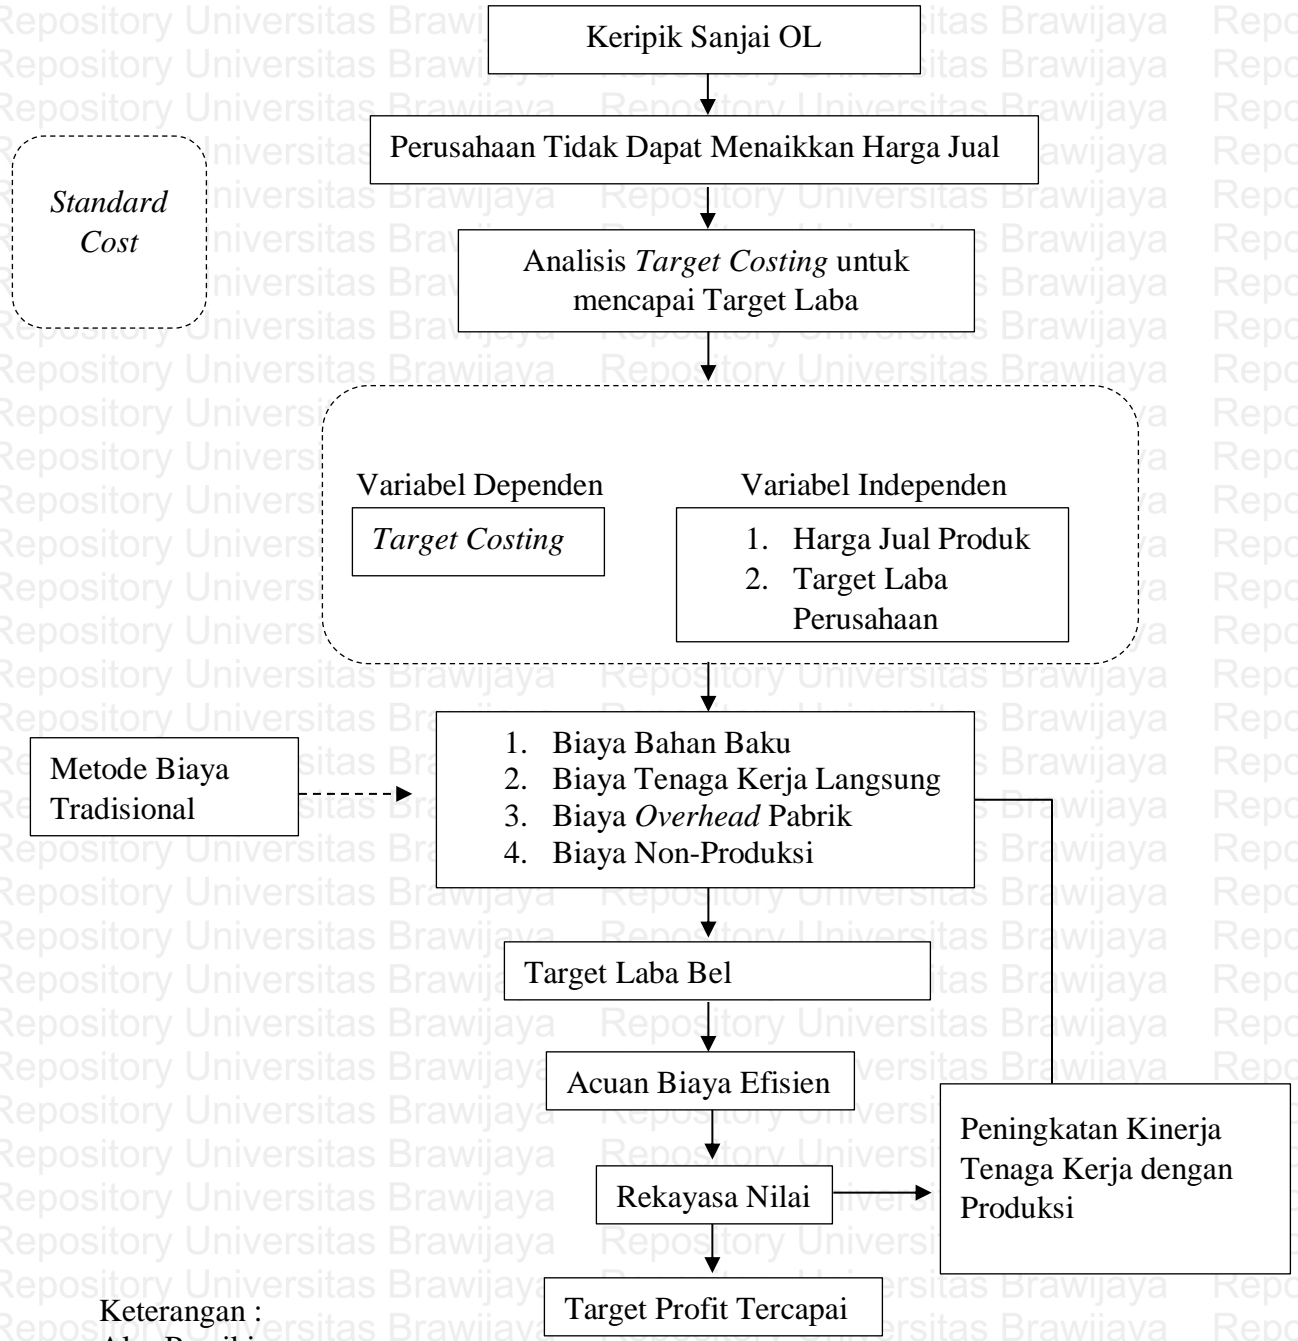 Keripik Sanjai OL
Perusahaan Tidak Dapat Menaikkan Harga Jual
Standard
Cost
Analisis Target Costing untuk
mencapai Target Laba
Variabel Dependen
Target Costing
Variabel Independen
1. Harga Jual Produk
2. Target Laba
Perusahaan
Metode Biaya
Tradisional
1. Biaya Bahan Baku
2. Biaya Tenaga Kerja Langsung
3. Biaya Overhead Pabrik
4. Biaya Non-Produksi
Target Laba Bel
Acuan Biaya Efisien
Rekayasa Nilai
Peningkatan Kinerja
Tenaga Kerja dengan
Produksi
Target Profit Tercapai
Keterangan :
Repository Universitas Brawijaya